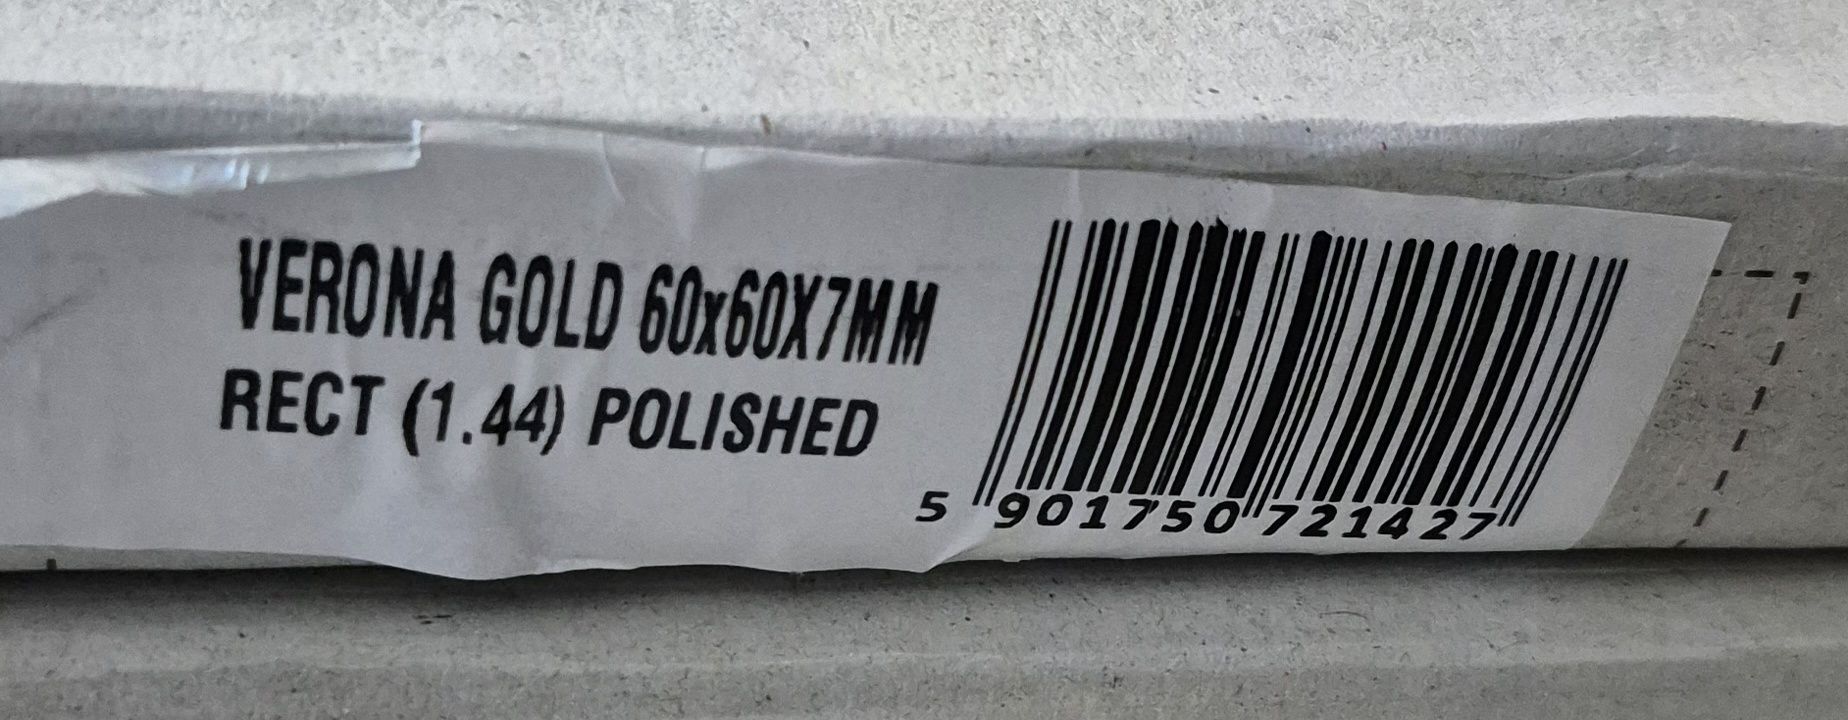 VERONA GOLD 60x60X7MM
RECT (1.44) POLISHED
5 901750 721427